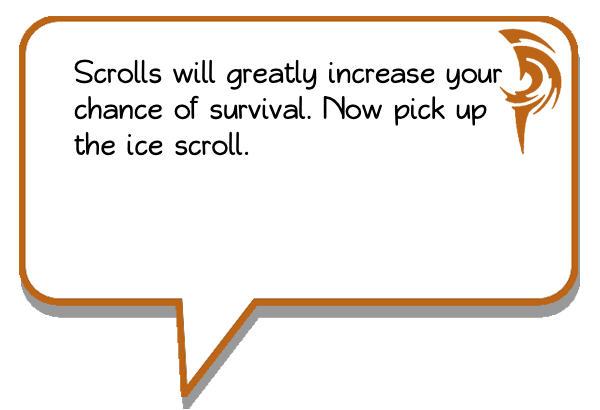 Scrolls will greatly increase your
chance of survival. Now pick up
the ice scroll.